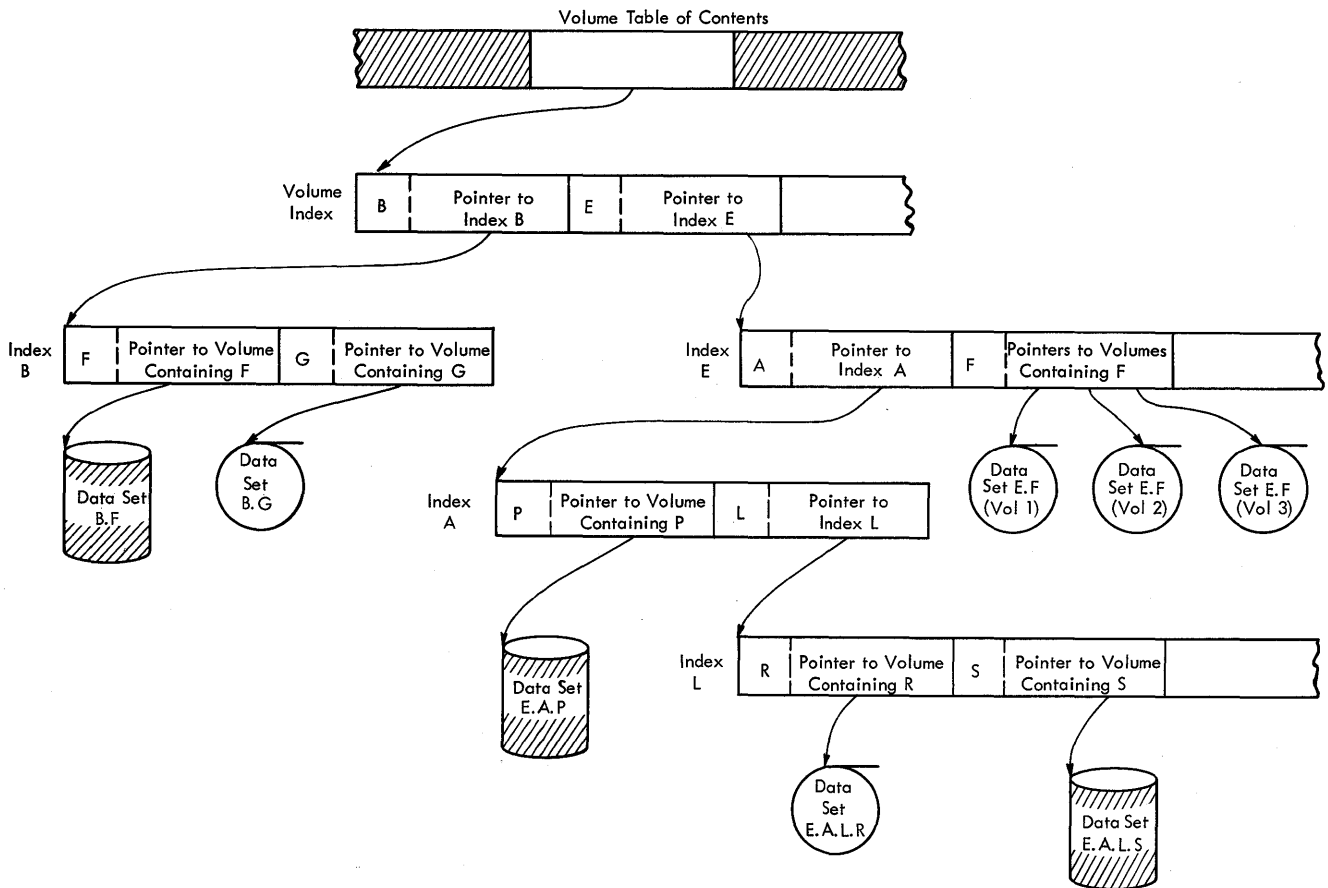 Volume Table of Contents
Volume
Index
B
Pointer to
Index B
E
Pointer to
Index E
Index
B
F
Pointer to Volume
Containing F
G
Pointer to Volume
Containing G
Index
E
A
Pointer to
Index A
F
Pointers to Volumes
Containing F
Data Set
B.F
Data
Set
B.G
Data
Set E.F
(Vol 1)
Data
Set E.F
(Vol 2)
Data
Set E.F
(Vol 3)
Index
A
P
Pointer to Volume
Containing P
L
Pointer to
Index L
Data Set
E.A.P
Index
L
R
Pointer to Volume
Containing R
S
Pointer to Volume
Containing S
Data
Set
E.A.L.R
Data Set
E.A.L.S